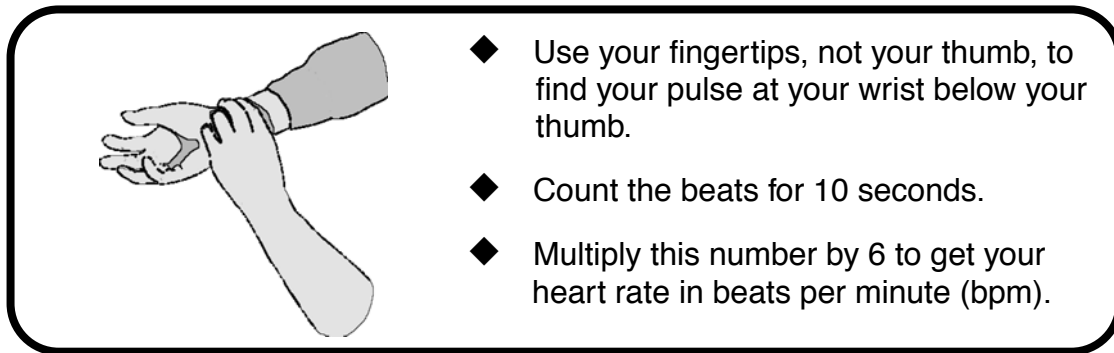 ◆ Use your fingertips, not your thumb, to
find your pulse at your wrist below your
thumb.
◆ Count the beats for 10 seconds.
◆ Multiply this number by 6 to get your
heart rate in beats per minute (bpm).